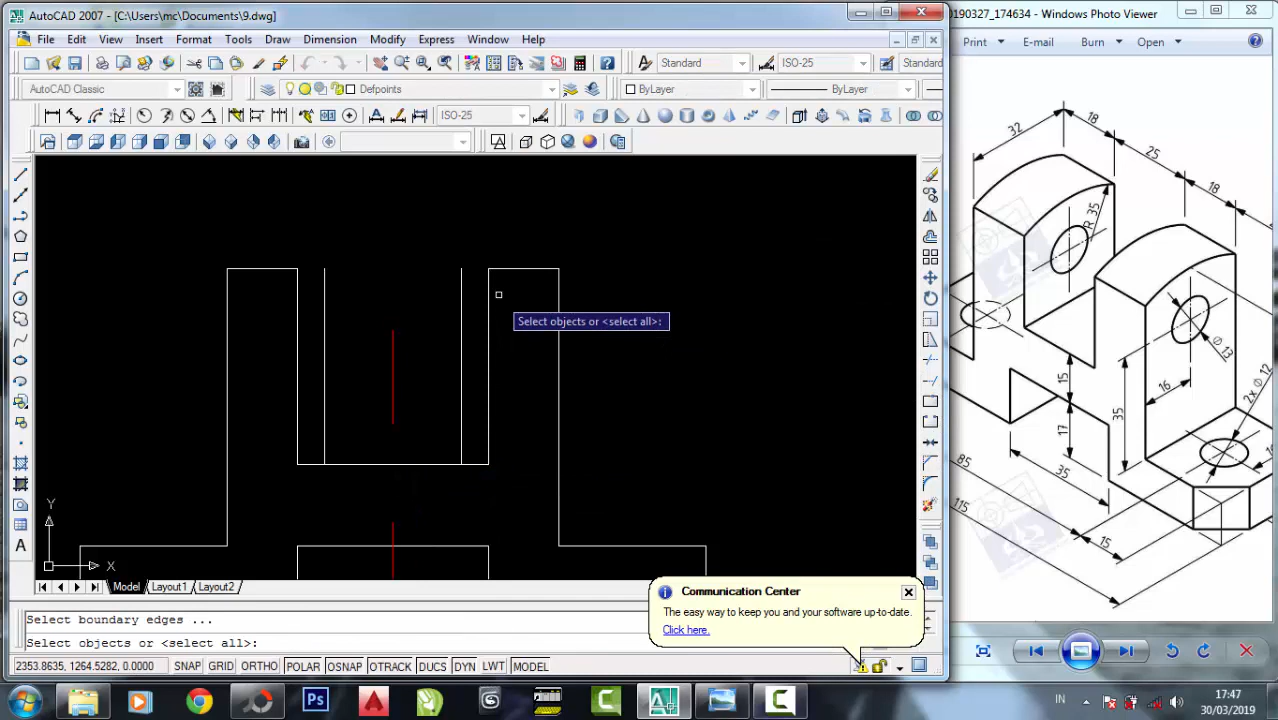 AutoCAD 2007 - [C:\Users\mc\Documents\9.dwg]
File Edit View Insert Format Tools Draw Dimension Modify Express Window Help
Standard ISO-25 Standard
AutoCAD Classic Defpoints ByLayer ByLayer
ISO-25
Select objects or <select all>:
Y
X
Model Layout1 Layout2
Communication Center
The easy way to keep you and your software up-to-date.
Click here.
Select boundary edges ...
Select objects or <select all>:
2353.8635, 1264.5282, 0.0000 SNAP GRID ORTHO POLAR OSNAP OTRACK DUCS DYN LWT MODEL
0190327_174634 - Windows Photo Viewer
Print E-mail Burn Open
32
18
25
18
R 35
Ø 13
15
16
2x Ø 12
35
17
85
35
115
15
Ps
IN
17:47
30/03/2019